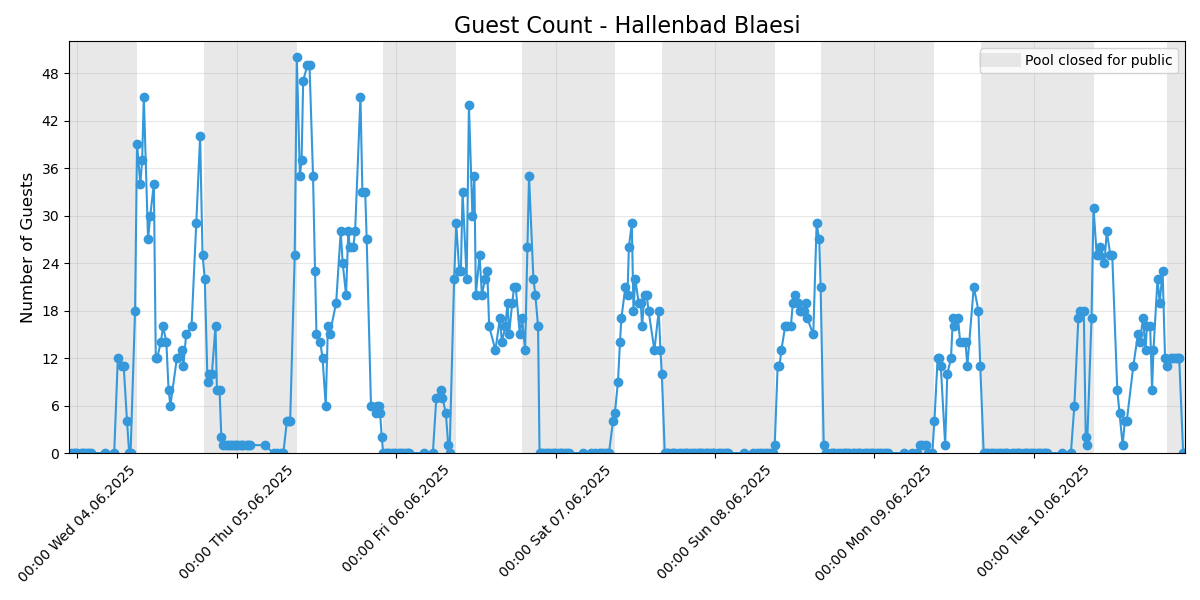 Guest Count - Hallenbad Blaesi
Pool closed for public
Number of Guests
48
42
36
30
24
18
12
6
0
00:00 Wed 04.06.2025
00:00 Thu 05.06.2025
00:00 Fri 06.06.2025
00:00 Sat 07.06.2025
00:00 Sun 08.06.2025
00:00 Mon 09.06.2025
00:00 Tue 10.06.2025